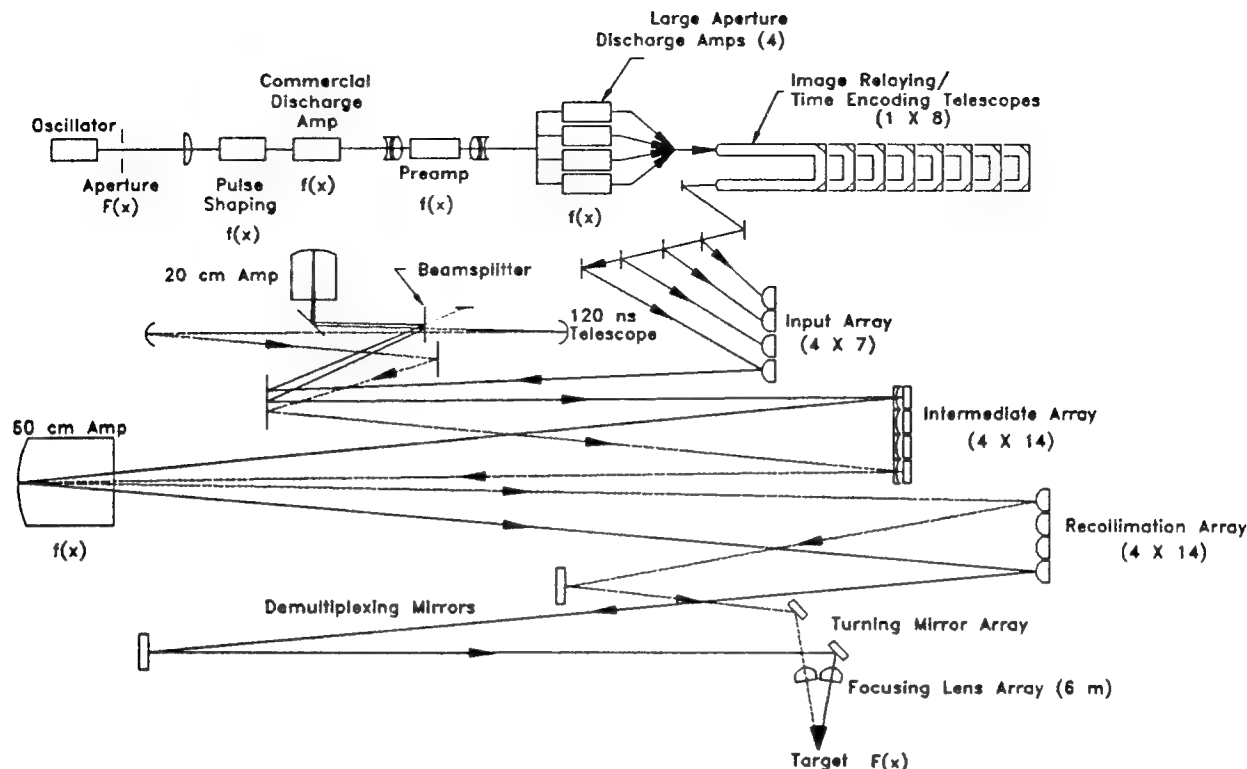 Large Aperture
Discharge Amps (4)
Commercial
Discharge
Amp
Image Relaying/
Time Encoding Telescopes
(1 X 8)
Oscillator
Aperture
F(x)
Pulse
Shaping
f(x)
f(x)
Preamp
f(x)
f(x)
20 cm Amp
Beamsplitter
120 ns
Telescope
Input Array
(4 X 7)
60 cm Amp
f(x)
Intermediate Array
(4 X 14)
Recollimation Array
(4 X 14)
Demultiplexing Mirrors
Turning Mirror Array
Focusing Lens Array (6 m)
Target F(x)